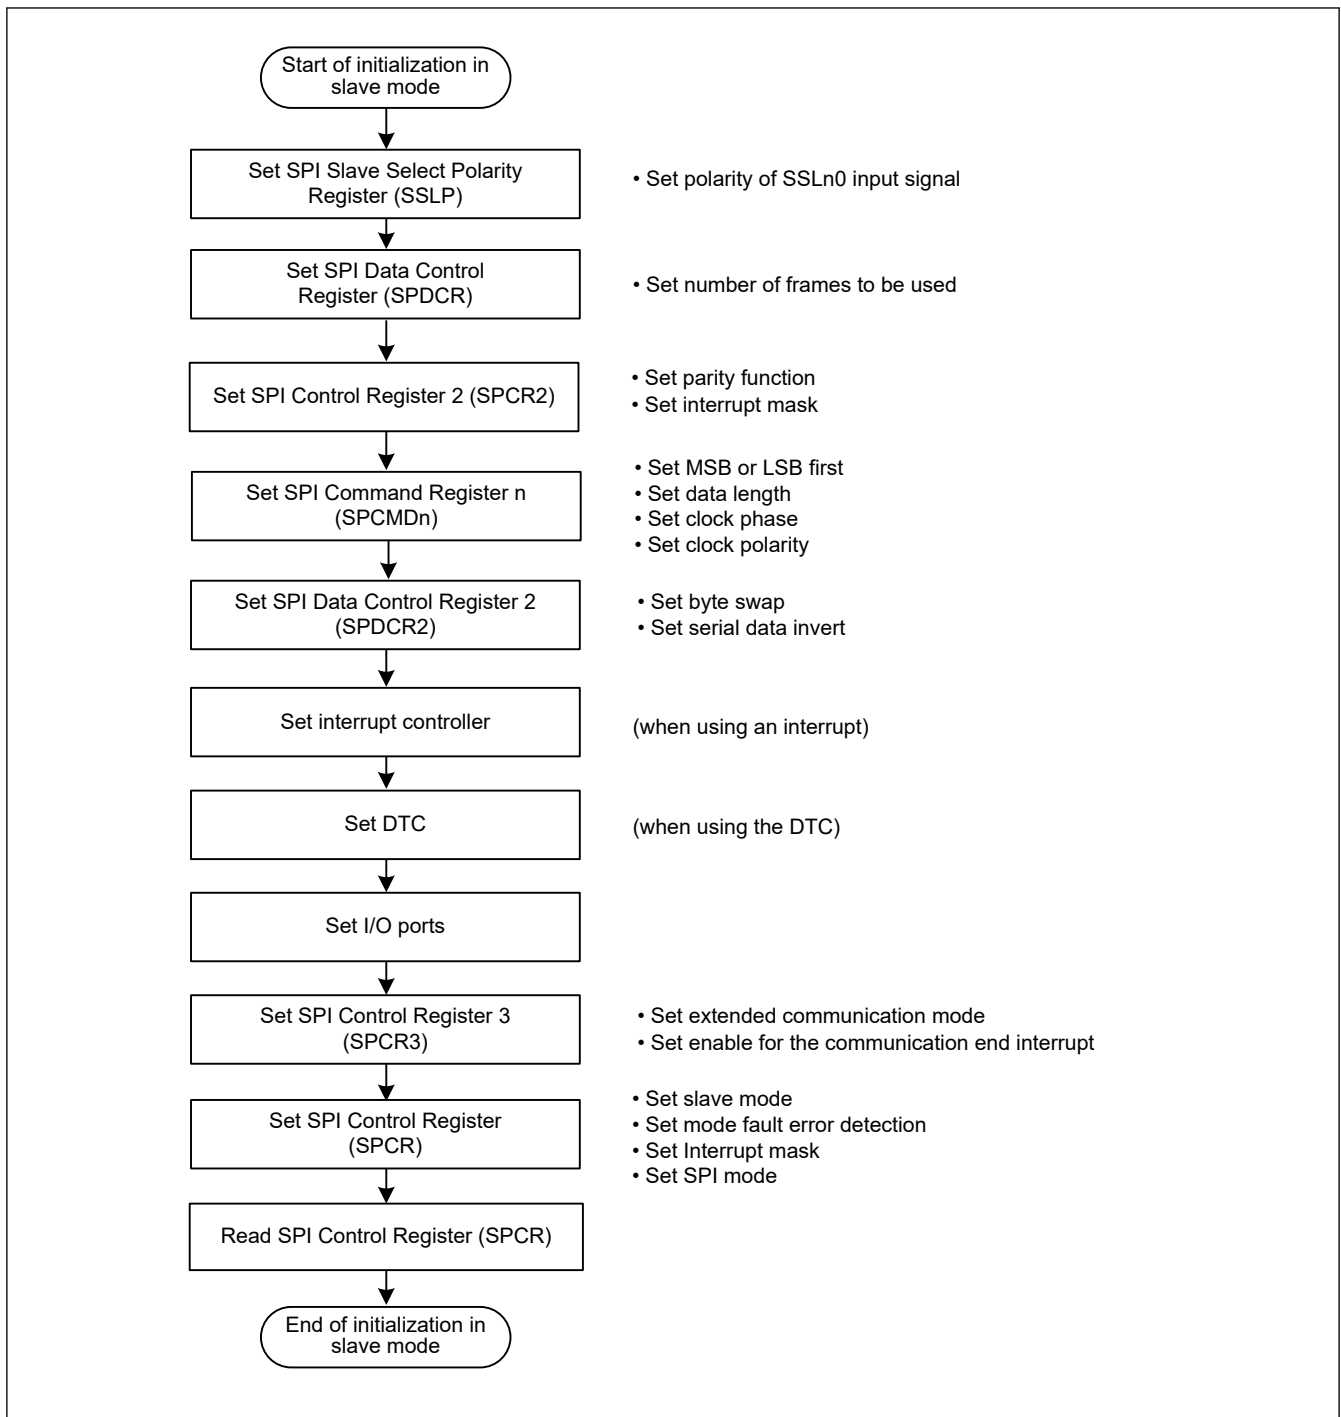 Start of initialization in
slave mode
Set SPI Slave Select Polarity
Register (SSLP)
• Set polarity of SSLn0 input signal
Set SPI Data Control
Register (SPDCR)
• Set number of frames to be used
Set SPI Control Register 2 (SPCR2)
• Set parity function
• Set interrupt mask
Set SPI Command Register n
(SPCMDn)
• Set MSB or LSB first
• Set data length
• Set clock phase
• Set clock polarity
Set SPI Data Control Register 2
(SPDCR2)
• Set byte swap
• Set serial data invert
Set interrupt controller
(when using an interrupt)
Set DTC
(when using the DTC)
Set I/O ports
Set SPI Control Register 3
(SPCR3)
• Set extended communication mode
• Set enable for the communication end interrupt
Set SPI Control Register
(SPCR)
• Set slave mode
• Set mode fault error detection
• Set Interrupt mask
• Set SPI mode
Read SPI Control Register (SPCR)
End of initialization in
slave mode